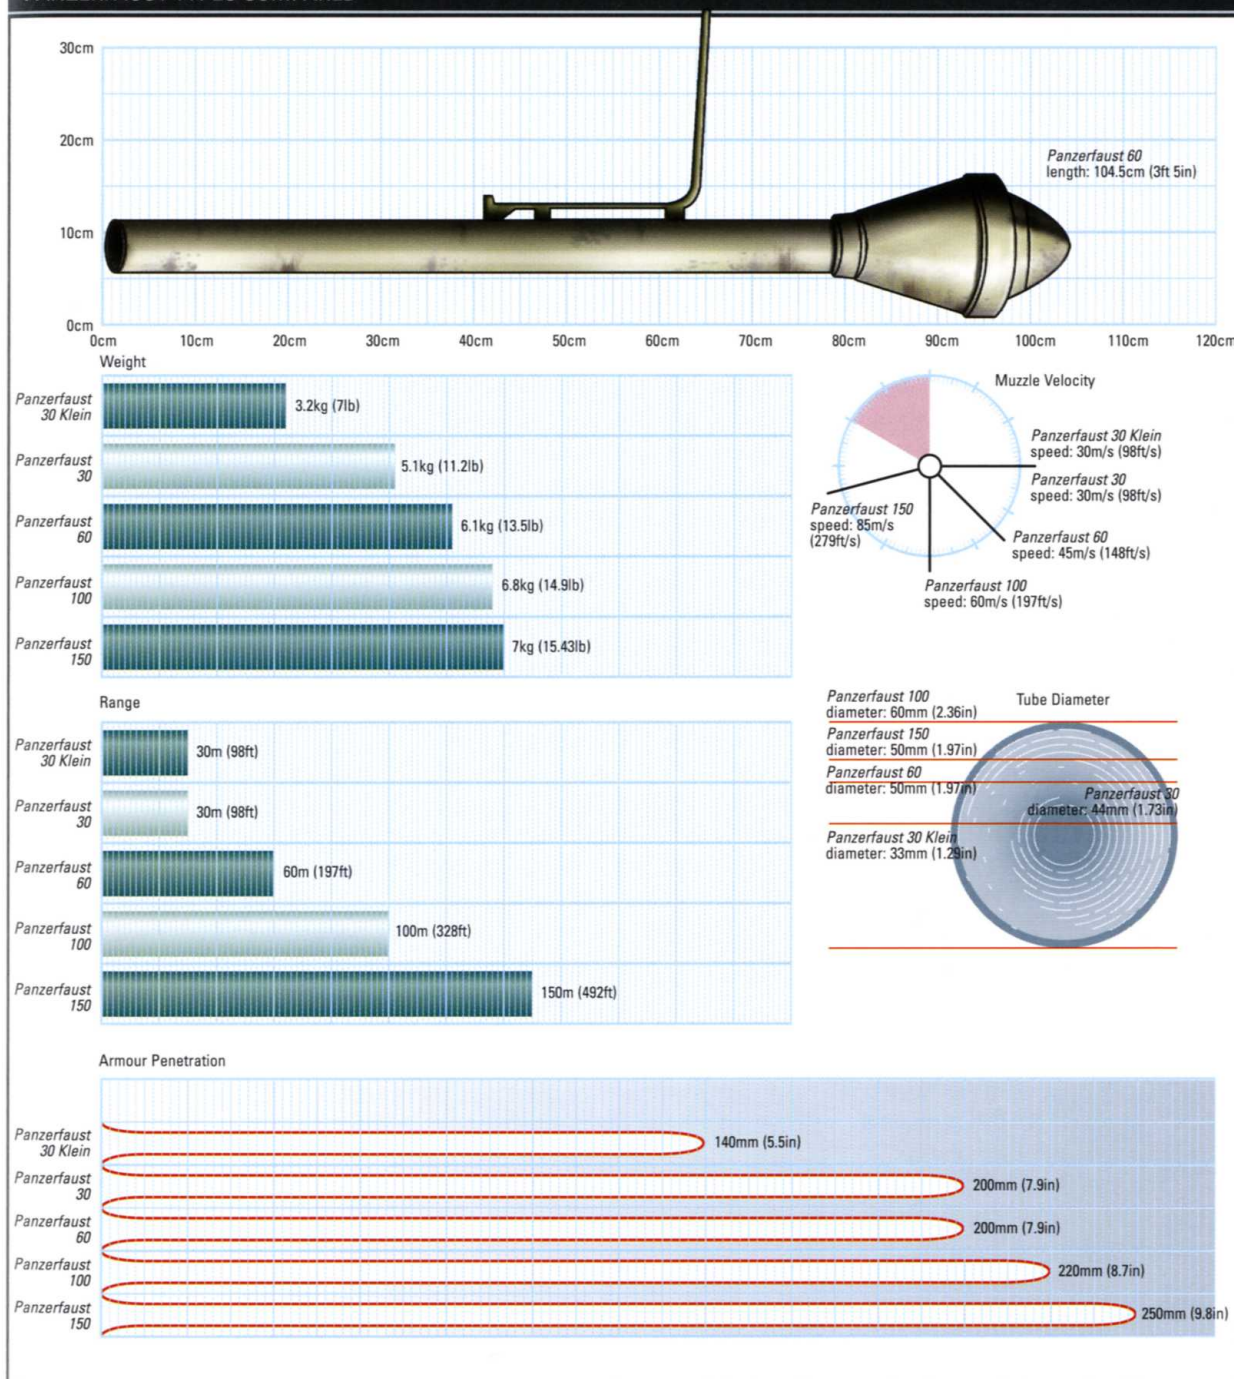 30cm
20cm
10cm
0cm
Panzerfaust 60
length: 104.5cm (3ft 5in)
0cm 10cm 20cm 30cm 40cm 50cm 60cm 70cm 80cm 90cm 100cm 110cm 120cm
Weight
Panzerfaust
30 Klein
3.2kg (7lb)
Panzerfaust
30
5.1kg (11.2lb)
Panzerfaust
60
6.1kg (13.5lb)
Panzerfaust
100
6.8kg (14.9lb)
Panzerfaust
150
7kg (15.43lb)
Muzzle Velocity
Panzerfaust 30 Klein
speed: 30m/s (98ft/s)
Panzerfaust 30
speed: 30m/s (98ft/s)
Panzerfaust 60
speed: 45m/s (148ft/s)
Panzerfaust 100
speed: 60m/s (197ft/s)
Panzerfaust 150
speed: 85m/s
(279ft/s)
Range
Panzerfaust
30 Klein
30m (98ft)
Panzerfaust
30
30m (98ft)
Panzerfaust
60
60m (197ft)
Panzerfaust
100
100m (328ft)
Panzerfaust
150
150m (492ft)
Tube Diameter
Panzerfaust 100
diameter: 60mm (2.36in)
Panzerfaust 150
diameter: 50mm (1.97in)
Panzerfaust 60
diameter: 50mm (1.97in)
Panzerfaust 30
diameter: 44mm (1.73in)
Panzerfaust 30 Klein
diameter: 33mm (1.29in)
Armour Penetration
Panzerfaust
30 Klein
140mm (5.5in)
Panzerfaust
30
200mm (7.9in)
Panzerfaust
60
200mm (7.9in)
Panzerfaust
100
220mm (8.7in)
Panzerfaust
150
250mm (9.8in)